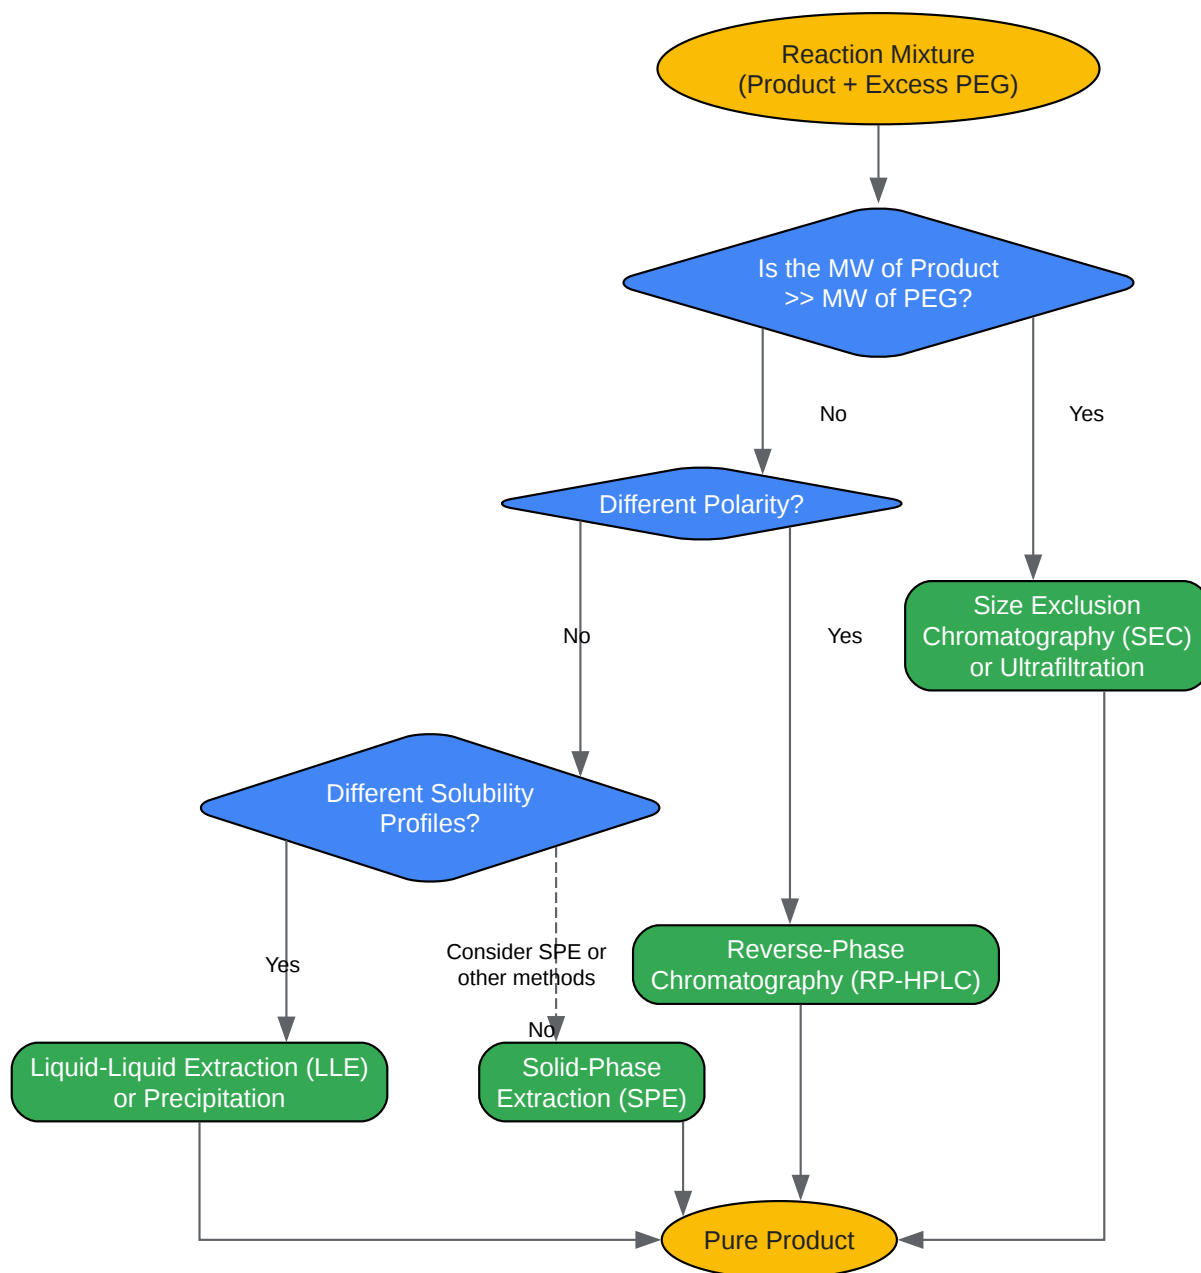 Reaction Mixture
(Product + Excess PEG)
Is the MW of Product
>> MW of PEG?
No
Yes
Different Polarity?
Size Exclusion
Chromatography (SEC)
or Ultrafiltration
No
Yes
Different Solubility
Profiles?
Yes
Consider SPE or
other methods
No
Reverse-Phase
Chromatography (RP-HPLC)
Liquid-Liquid Extraction (LLE)
or Precipitation
Solid-Phase
Extraction (SPE)
Pure Product